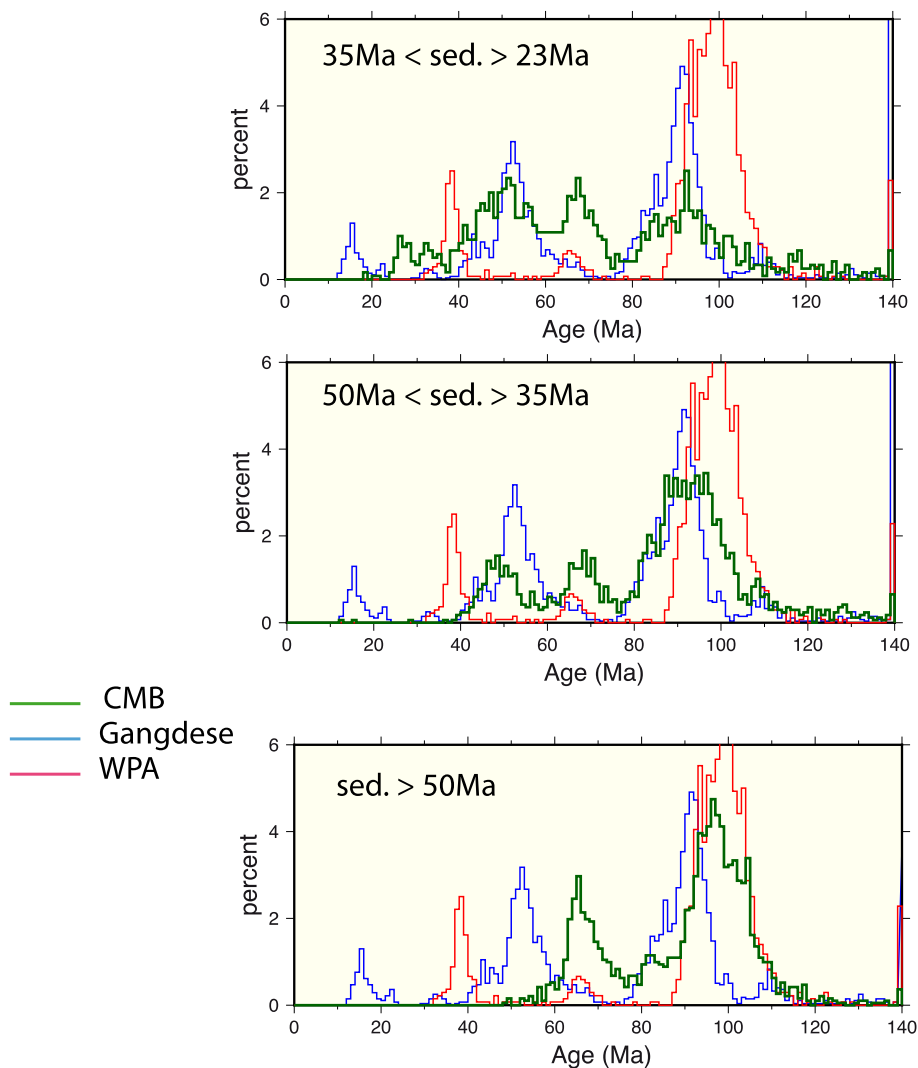 6
35Ma < sed. > 23Ma
4
percent
2
0
0 20 40 60 80 100 120 140
Age (Ma)
6
50Ma < sed. > 35Ma
4
percent
2
0
0 20 40 60 80 100 120 140
Age (Ma)
CMB
Gangdese
WPA
6
sed. > 50Ma
4
percent
2
0
0 20 40 60 80 100 120 140
Age (Ma)